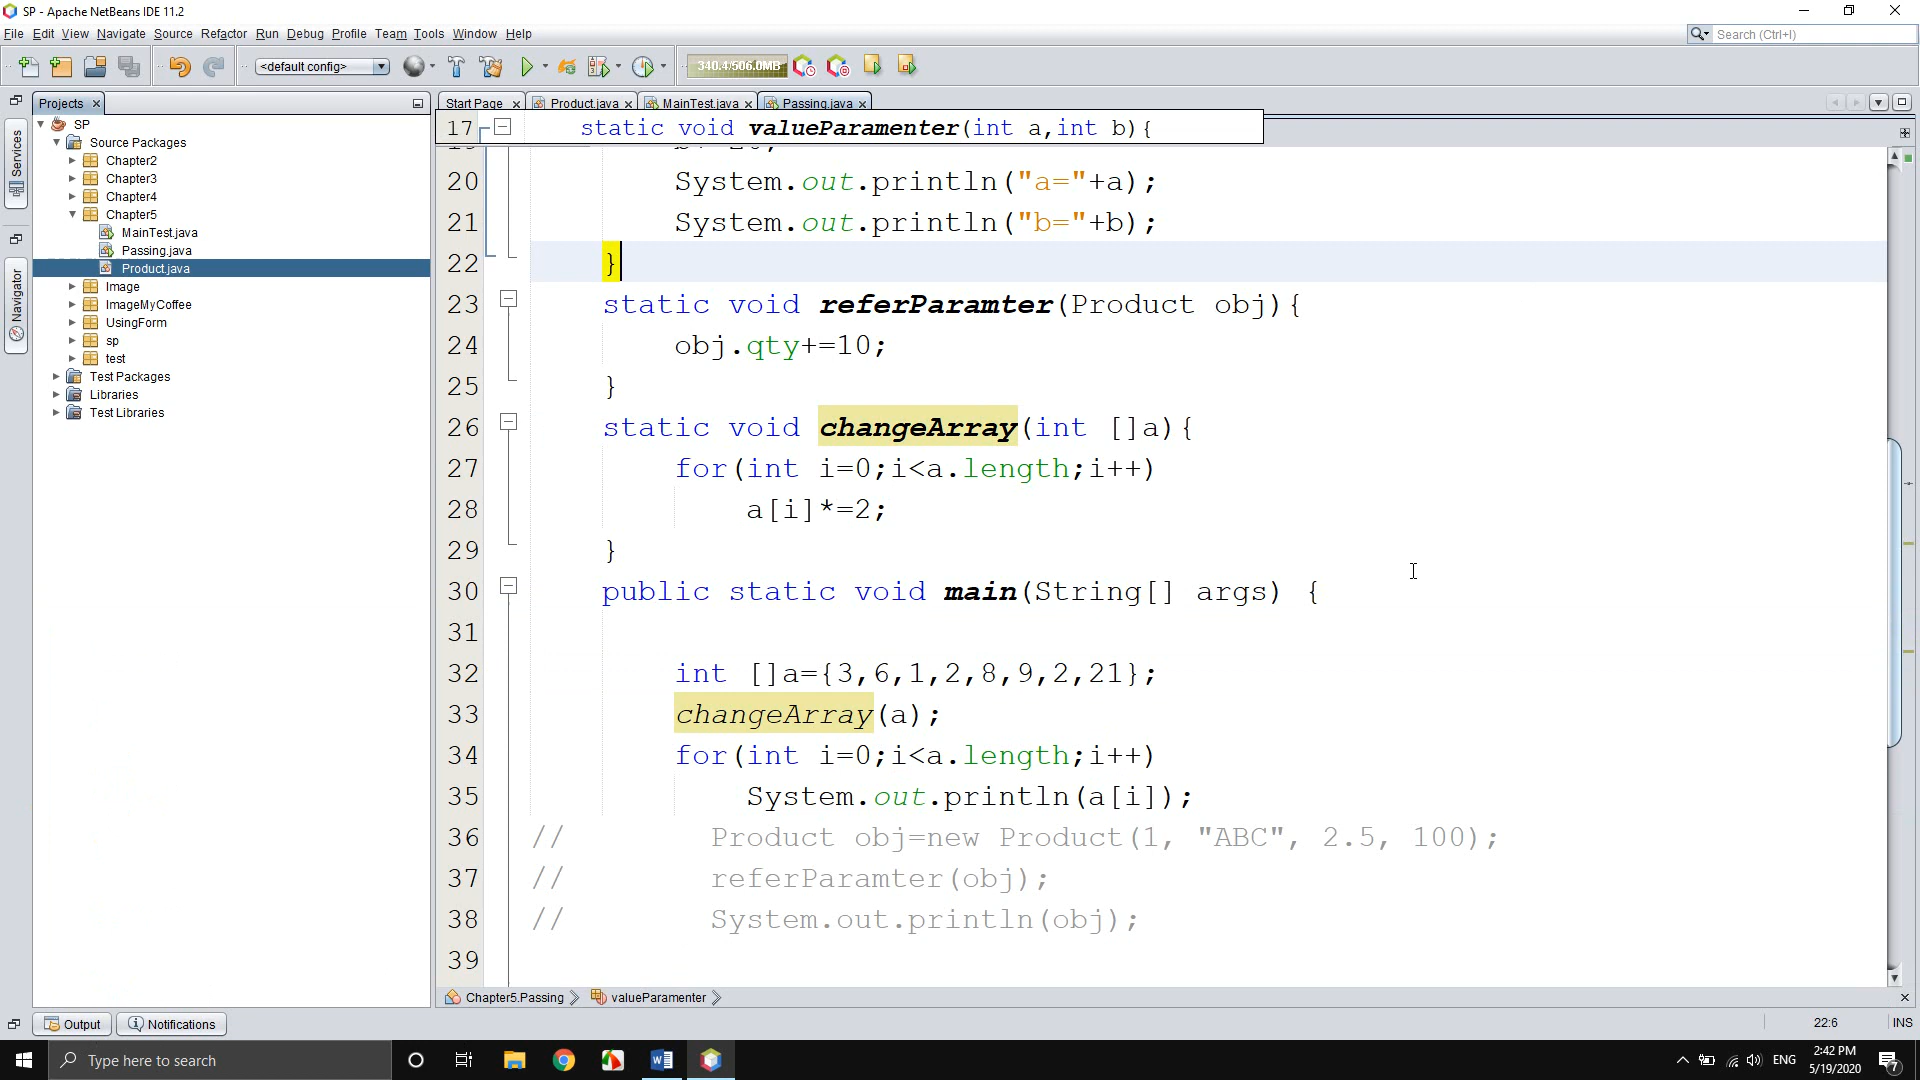 SP - Apache NetBeans IDE 11.2
File Edit View Navigate Source Refactor Run Debug Profile Team Tools Window Help
Search (Ctrl+I)
<default config>
340.4/506.0MB
Projects
Start Page
Product.java
MainTest.java
Passing.java
Services
Navigator
SP
Source Packages
Chapter2
Chapter3
Chapter4
Chapter5
MainTest.java
Passing.java
Product.java
Image
ImageMyCoffee
UsingForm
sp
test
Test Packages
Libraries
Test Libraries
17 static void valueParamenter(int a,int b){
20 System.out.println("a="+a);
21 System.out.println("b="+b);
22 }
23 static void referParamter(Product obj){
24 obj.qty+=10;
25 }
26 static void changeArray(int []a){
27 for(int i=0;i<a.length;i++)
28 a[i]*=2;
29 }
30 public static void main(String[] args) {
31
32 int []a={3,6,1,2,8,9,2,21};
33 changeArray(a);
34 for(int i=0;i<a.length;i++)
35 System.out.println(a[i]);
36 // Product obj=new Product(1, "ABC", 2.5, 100);
37 // referParamter(obj);
38 // System.out.println(obj);
39
Chapter5.Passing
valueParamenter
Output
Notifications
22:6
INS
Type here to search
ENG
2:42 PM
5/19/2020
7